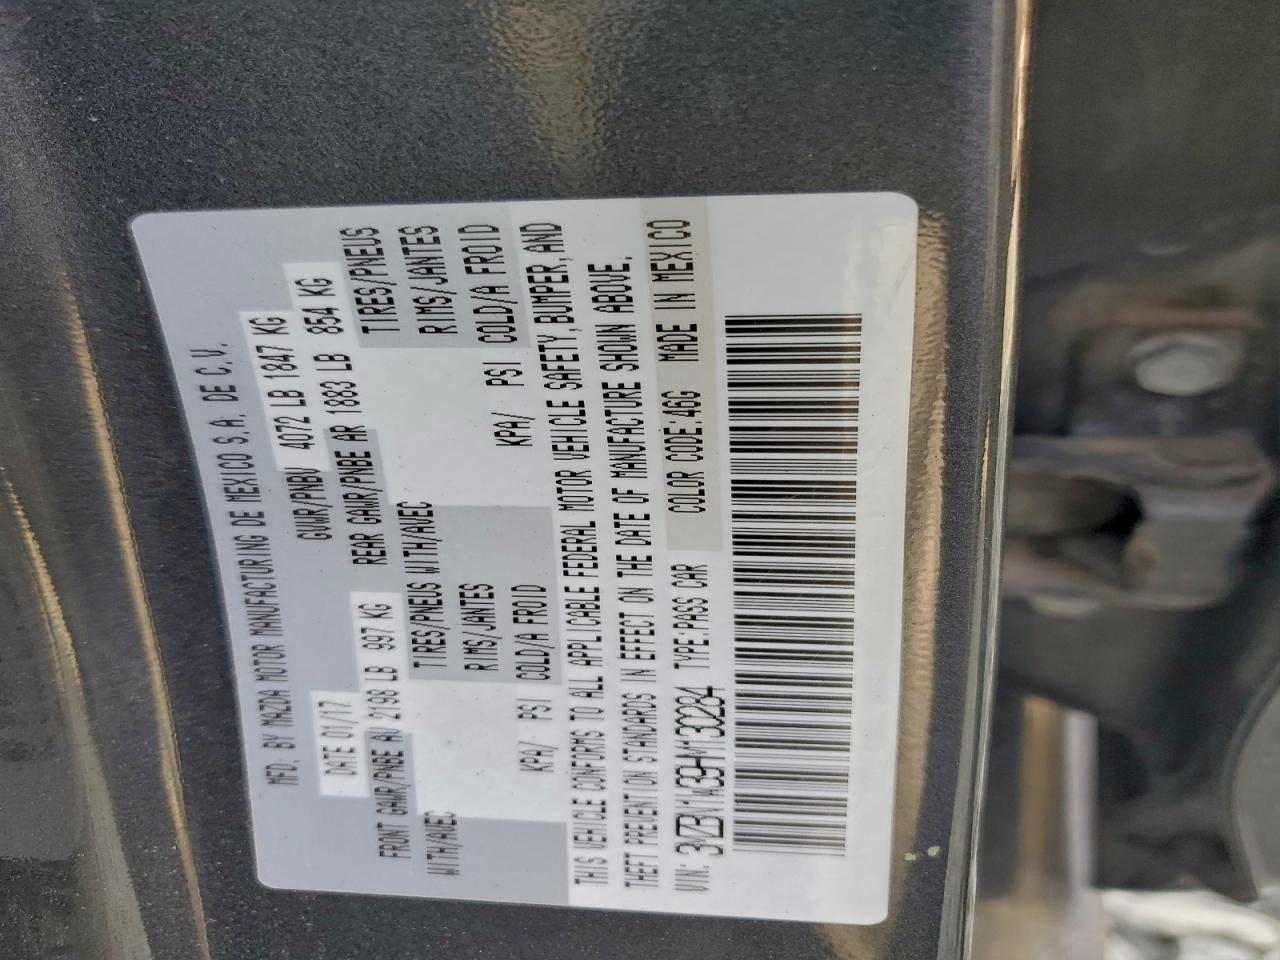 MFD. BY MAZDA MOTOR MANUFACTURING DE MEXICO S.A. DE C.V.
DATE 01/17 GVWR/PNBV 4072 LB 1847 KG
FRONT GAWR/PNBE AV 2198 LB 997 KG REAR GAWR/PNBE AR 1883 LB 854 KG
WITH/AVEC TIRES/PNEUS WITH/AVEC TIRES/PNEUS
RIMS/JANTES RIMS/JANTES
KPA/ PSI COLD/A FROID KPA/ PSI COLD/A FROID
THIS VEHICLE CONFORMS TO ALL APPLICABLE FEDERAL MOTOR VEHICLE SAFETY, BUMPER, AND
THEFT PREVENTION STANDARDS IN EFFECT ON THE DATE OF MANUFACTURE SHOWN ABOVE.
VIN: TYPE:PASS CAR COLOR CODE:46G MADE IN MEXICO